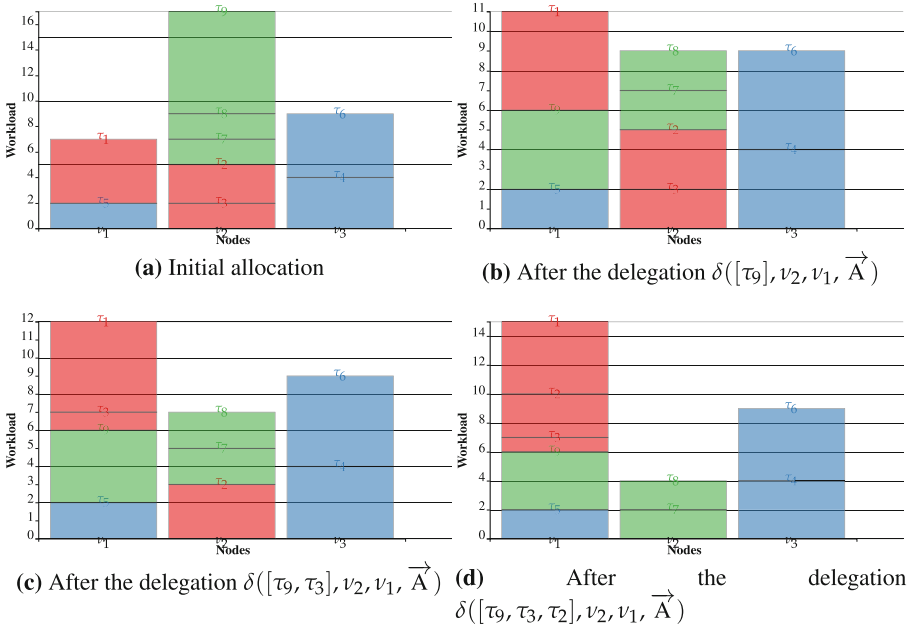 16
14
12
10
8
6
4
2
0
Workload
τ9
τ8
τ7
τ2
τ3
τ1
τ5
τ6
τ4
ν1
ν2
ν3
Nodes
(a) Initial allocation
11
10
9
8
7
6
5
4
3
2
1
0
Workload
τ1
τ9
τ5
τ8
τ7
τ2
τ3
τ6
τ4
ν1
ν2
ν3
Nodes
(b) After the delegation δ([τ9], ν2, ν1, A⃗)
12
11
10
9
8
7
6
5
4
3
2
1
0
Workload
τ1
τ3
τ9
τ5
τ8
τ7
τ2
τ6
τ4
ν1
ν2
ν3
Nodes
(c) After the delegation δ([τ9, τ3], ν2, ν1, A⃗)
14
12
10
8
6
4
2
0
Workload
τ1
τ2
τ3
τ9
τ5
τ8
τ7
τ6
τ4
ν1
ν2
ν3
Nodes
(d) After the delegation
δ([τ9, τ3, τ2], ν2, ν1, A⃗)